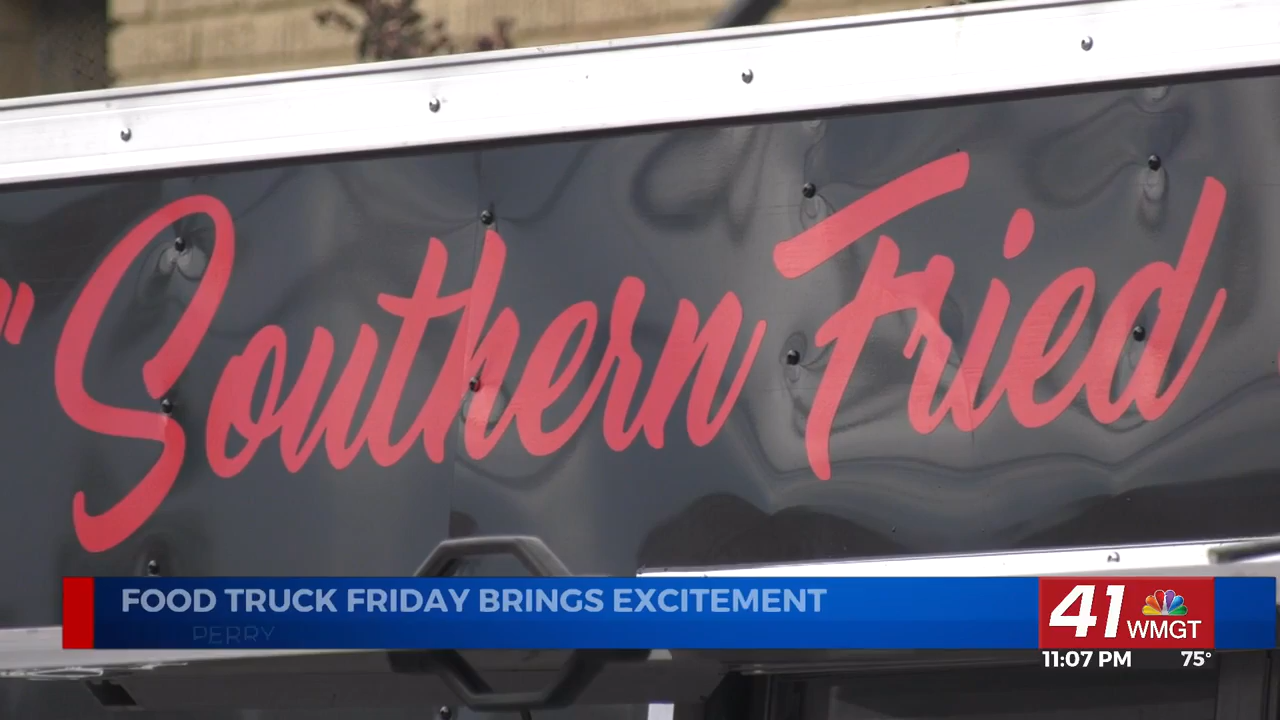 "Southern Fried
FOOD TRUCK FRIDAY BRINGS EXCITEMENT
PERRY
41 WMGT
11:07 PM 75°